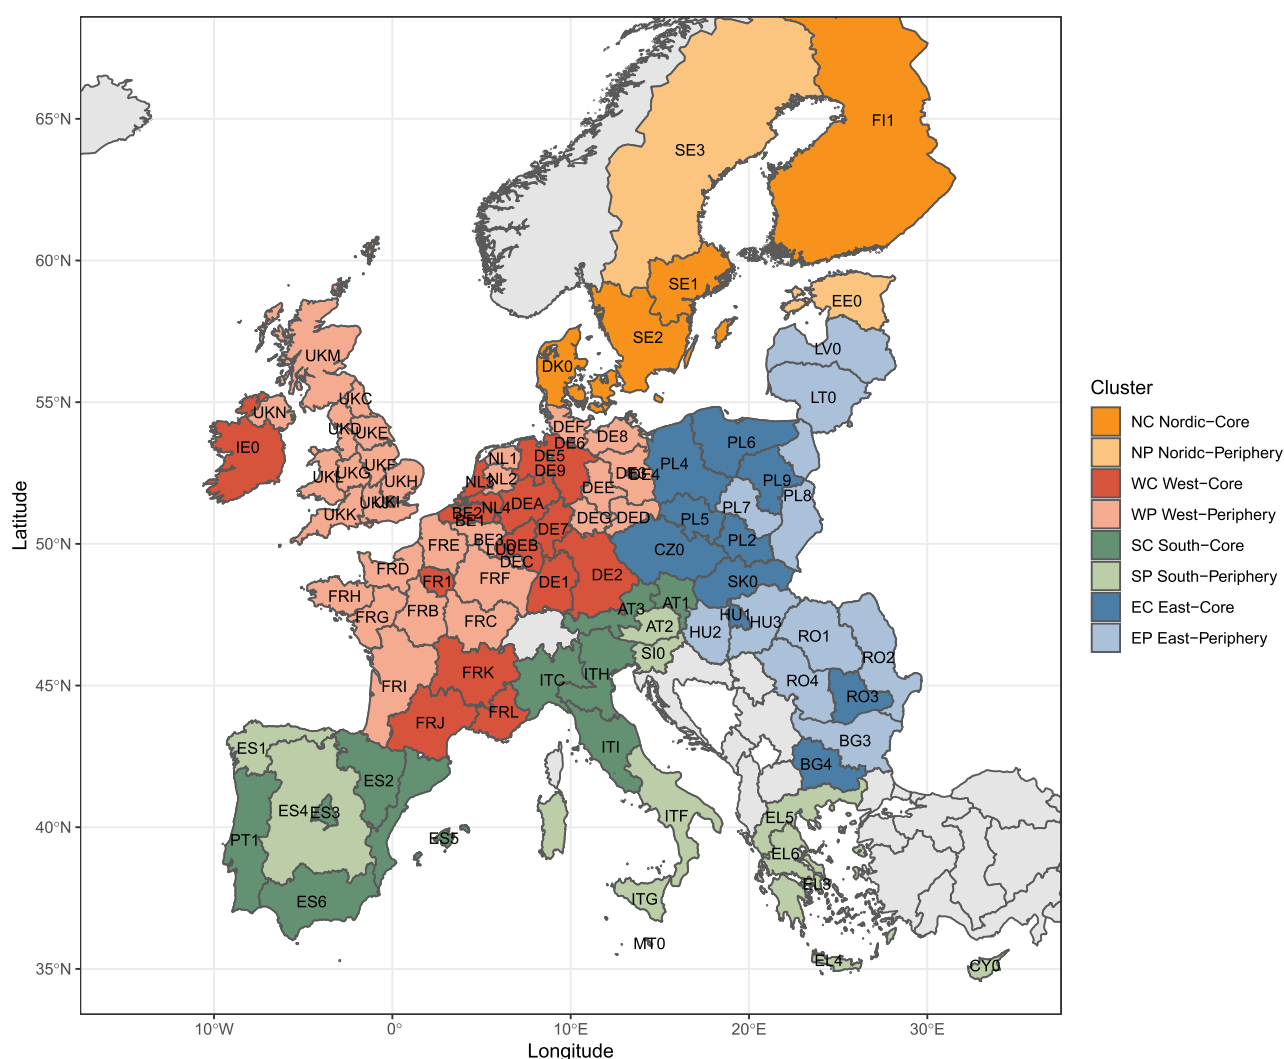 65°N
60°N
55°N
50°N
45°N
40°N
35°N
Latitude
10°W
0°
10°E
20°E
30°E
Longitude
FI1
SE3
SE1
EE0
SE2
LV0
UKM
DK0
LT0
UKC
UKN
DEF
UKD
UKE
DE6
DE8
PL6
IE0
DE5
NL1
UKF
DE9
PL4
UKL
UKG
DE3
DE4
NL3
NL2
UKH
DEE
PL9
PL8
UKJ
UKI
NL4
DEA
PL7
UKK
BE2
BE1
DEG
DED
PL5
DE7
BE3
PL2
FRE
LU0
DEB
CZ0
DEC
FRD
FR1
FRF
DE1
DE2
SK0
FRH
FRB
AT3
AT1
FRG
FRC
AT2
HU1
HU3
HU2
RO1
SI0
RO2
FRK
ITC
ITH
FRI
RO4
RO3
FRL
FRJ
ES1
ITI
BG3
ES2
BG4
ES4
ES3
ITF
EL5
PT1
ES5
EL6
EL3
ES6
ITG
MT0
EL4
CY0
Cluster
NC Nordic-Core
NP Noridc-Periphery
WC West-Core
WP West-Periphery
SC South-Core
SP South-Periphery
EC East-Core
EP East-Periphery